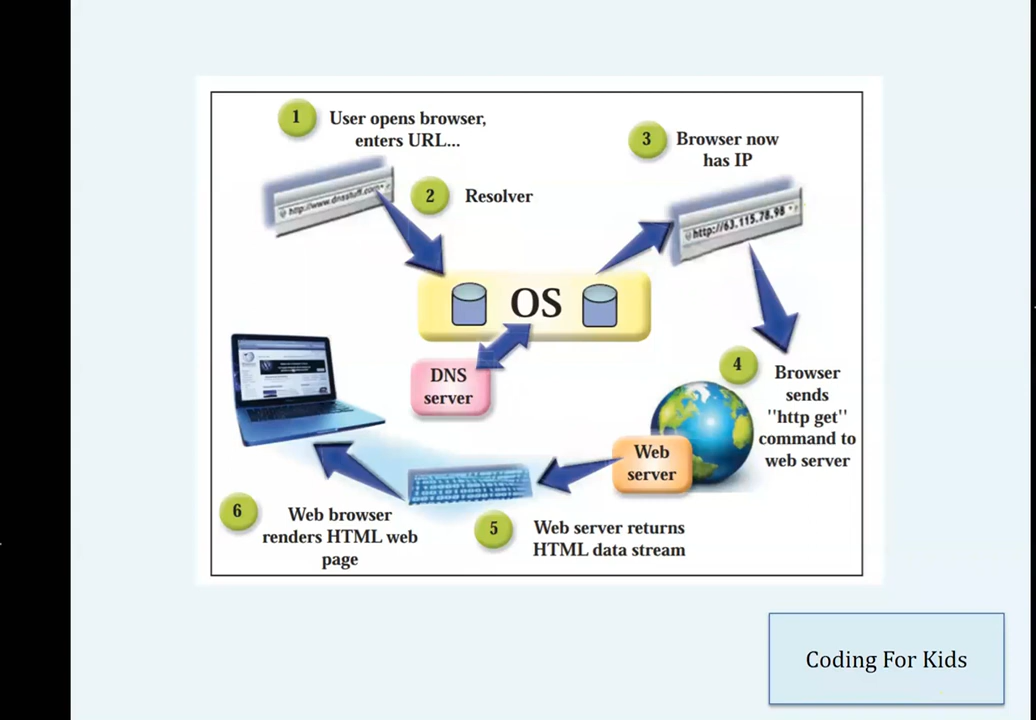 1
User opens browser,
enters URL...
http://www.dnsstuff.com
2
Resolver
3
Browser now
has IP
http://63.115.78.98
OS
DNS
server
4
Browser
sends
"http get"
command to
web server
Web
server
5
Web server returns
HTML data stream
6
Web browser
renders HTML web
page
Coding For Kids